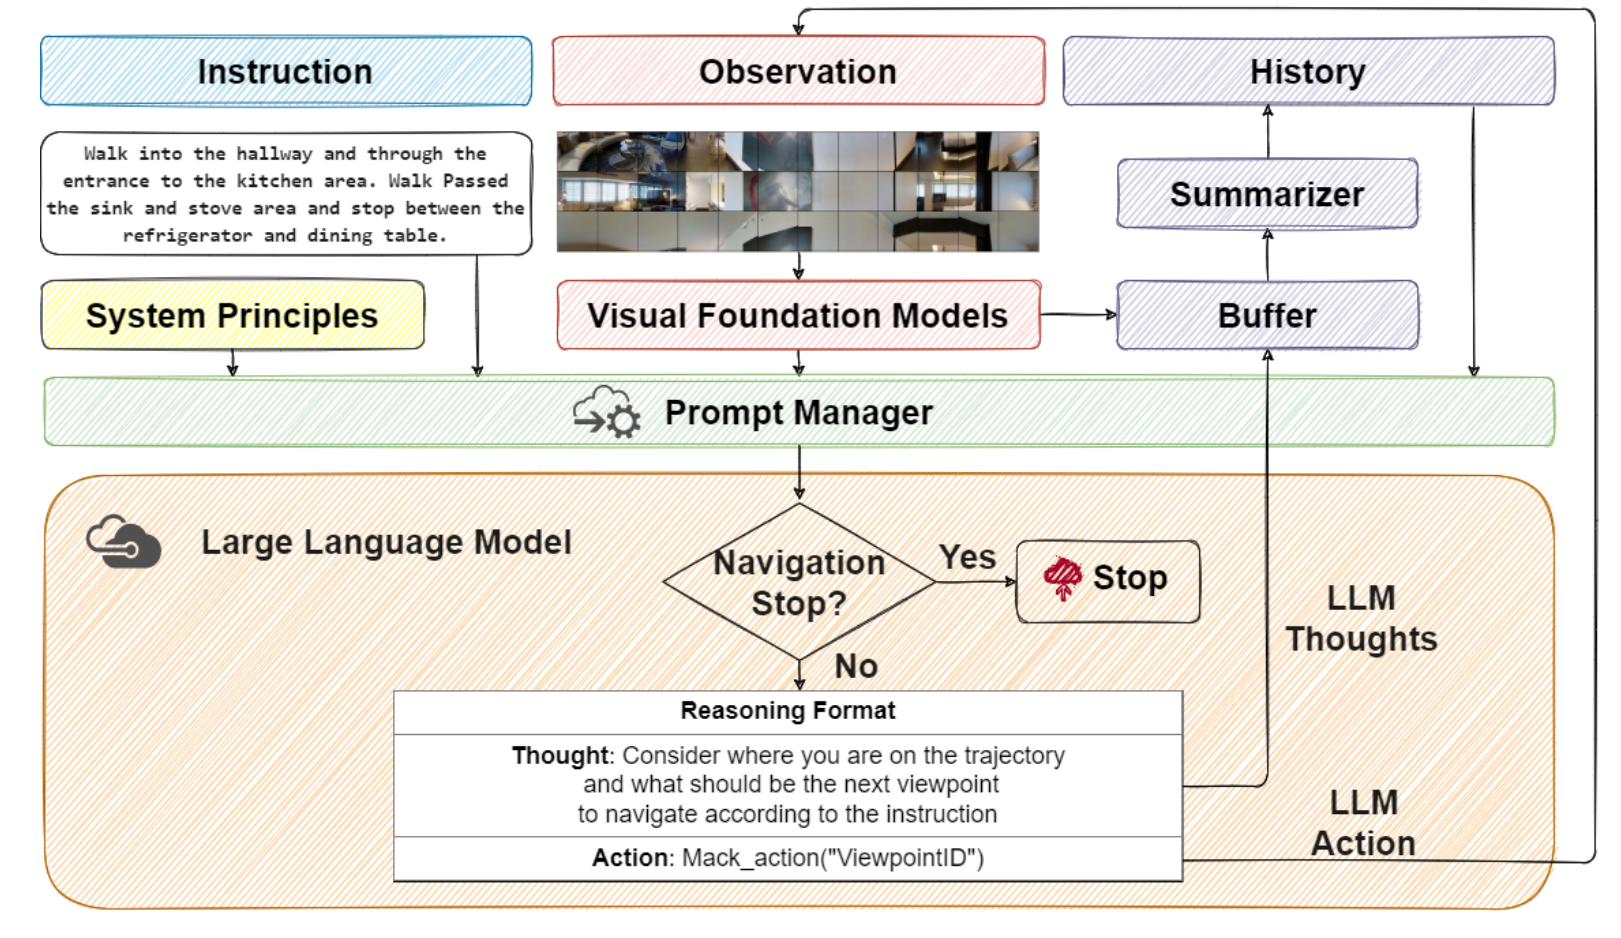 Instruction
Observation
History
Walk into the hallway and through the
entrance to the kitchen area. Walk Passed
the sink and stove area and stop between the
refrigerator and dining table.
Summarizer
System Principles
Visual Foundation Models
Buffer
Prompt Manager
Large Language Model
Navigation
Stop?
Yes
Stop
No
LLM
Thoughts
Reasoning Format
Thought: Consider where you are on the trajectory
and what should be the next viewpoint
to navigate according to the instruction
Action: Mack_action("ViewpointID")
LLM
Action